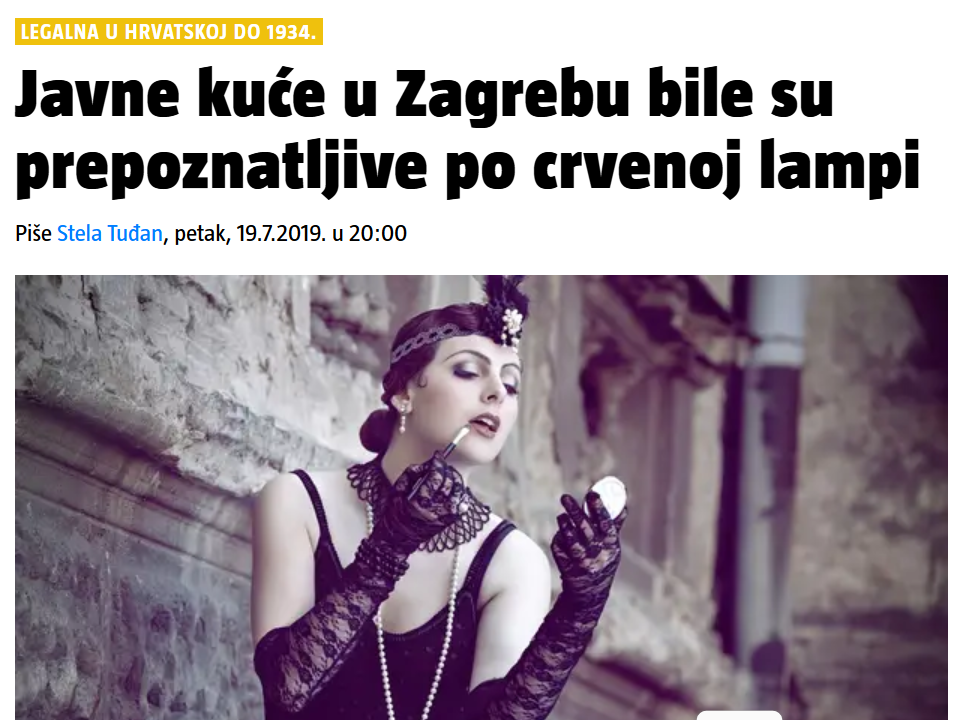 LEGALNA U HRVATSKOJ DO 1934.
Javne kuće u Zagrebu bile su
prepoznatljive po crvenoj lampi
Piše Stela Tuđan, petak, 19.7.2019. u 20:00